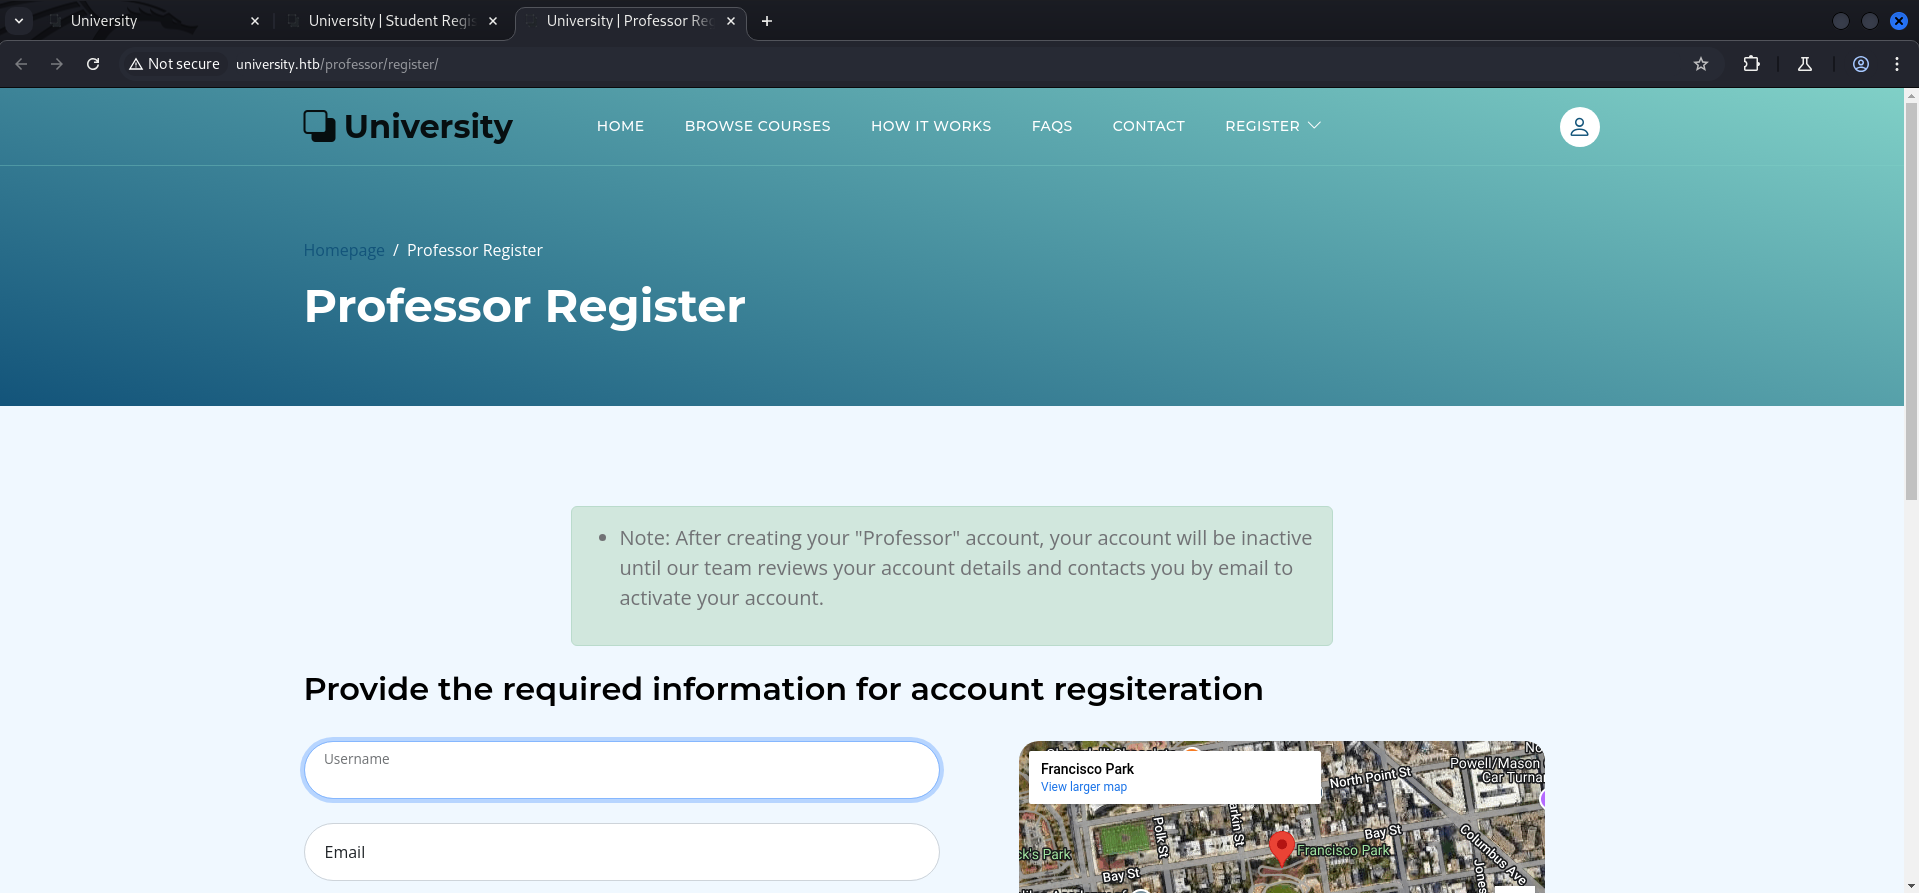 University
University | Student Regis
University | Professor Rec
Not secure
university.htb/professor/register/
University
HOME
BROWSE COURSES
HOW IT WORKS
FAQS
CONTACT
REGISTER
Homepage / Professor Register
Professor Register
Note: After creating your "Professor" account, your account will be inactive
until our team reviews your account details and contacts you by email to
activate your account.
Provide the required information for account regsiteration
Username
Email
Francisco Park
View larger map
North Point St
Powell/Mason
Car Turna
Polk St
Larkin St
Bay St
Columbus Ave
Francisco Park
ck's Park
Bay St
Jones